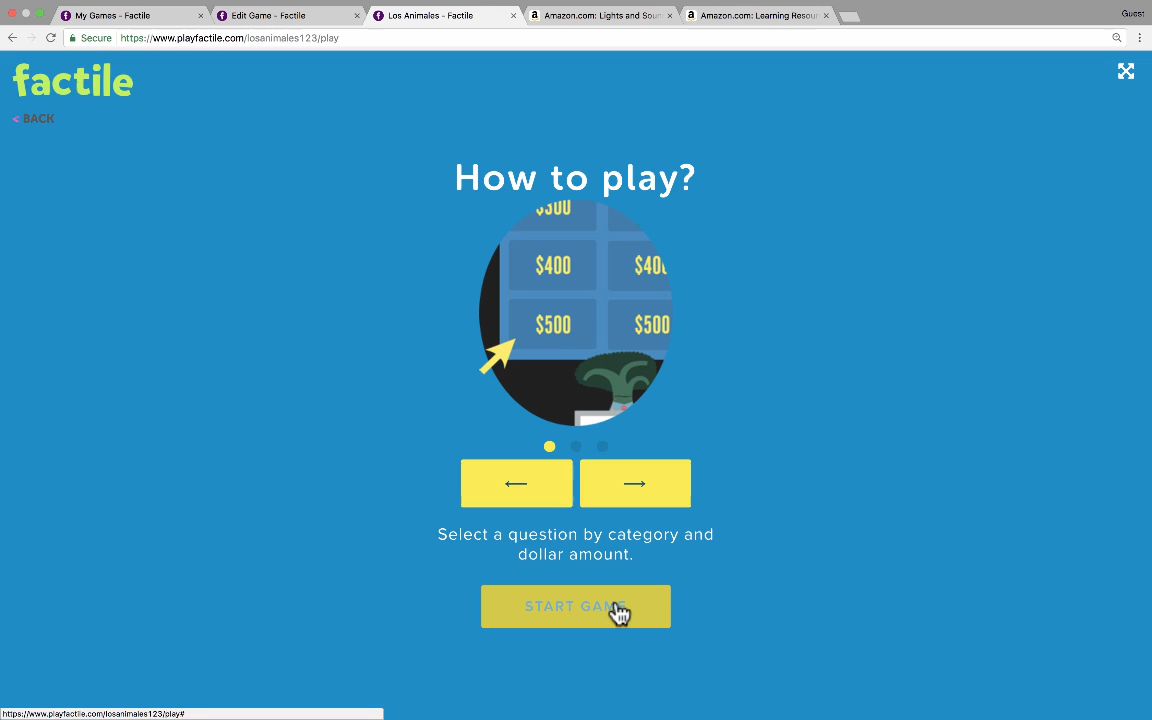 My Games - Factile
Edit Game - Factile
Los Animales - Factile
Amazon.com: Lights and Soun
Amazon.com: Learning Resour
Guest
Secure
https://www.playfactile.com/losanimales123/play
factile
< BACK
How to play?
$300
$400
$400
$500
$500
← →
Select a question by category and
dollar amount.
START GAME
https://www.playfactile.com/losanimales123/play#